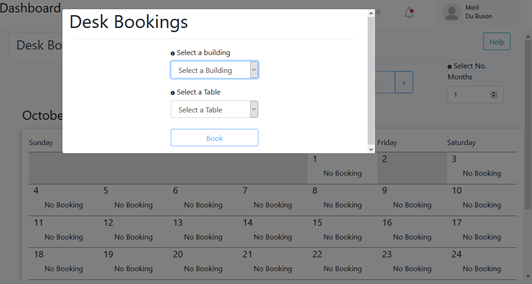 Dashboard
Marli
Du Buson
Desk Bookings
Desk Bo
Help
Select a building
Select a Building
Select a Table
Select a Table
Book
Select No.
Months
1
Octobe
Sunday Friday Saturday
1 2 3
No Booking No Booking
4 5 6 7 8 9 10
No Booking No Booking No Booking No Booking No Booking No Booking No Booking
11 12 13 14 15 16 17
No Booking No Booking No Booking No Booking No Booking No Booking No Booking
18 19 20 21 22 23 24
No Booking No Booking No Booking No Booking No Booking No Booking No Booking